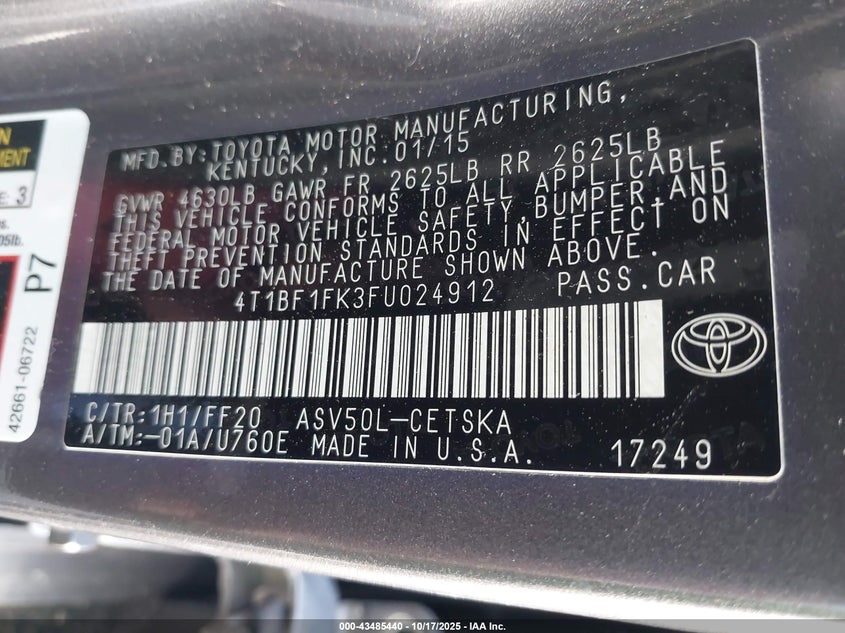 MFD. BY: TOYOTA MOTOR MANUFACTURING,
KENTUCKY, INC. 01/15
GVWR 4630LB GAWR FR 2625LB RR 2625LB
THIS VEHICLE CONFORMS TO ALL APPLICABLE
FEDERAL MOTOR VEHICLE SAFETY, BUMPER, AND
THEFT PREVENTION STANDARDS IN EFFECT ON
THE DATE OF MANUFACTURE SHOWN ABOVE.
4T1BF1FK3FU024912 PASS. CAR
C/TR: 1H1/FF20 ASV50L-CETSKA
A/TM: -01A/U760E MADE IN U.S.A. 17249
E: 3
05lb.
P7
42661-06722
000-43485440 - 10/17/2025 - IAA Inc.